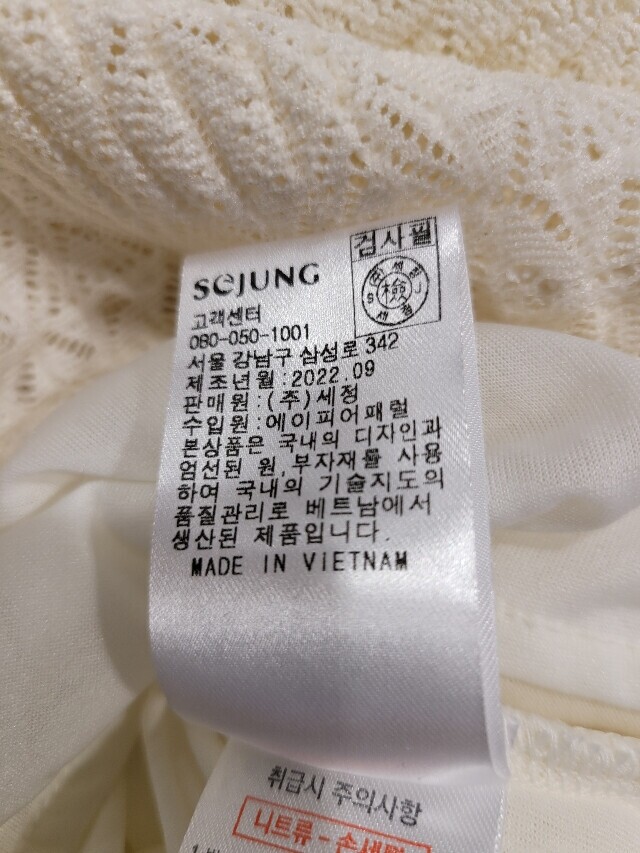 SEJUNG
검사필
檢
고객센터
080-050-1001
서울 강남구 삼성로 342
제조년월:2022.09
판매원:(주)세정
수입원:에이피어패럴
본상품은 국내의 디자인과
엄선된 원,부자재를 사용
하여 국내의 기술지도의
품질관리로 베트남에서
생산된 제품입니다.
MADE IN VIETNAM
취급시 주의사항
니트류 - 손세탁